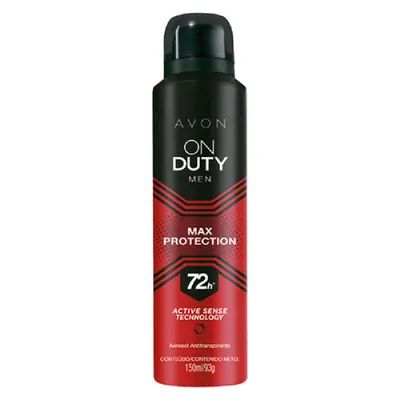 AVON
ON
DUTY
MEN
MAX
PROTECTION
72h*
ACTIVE SENSE
TECHNOLOGY
Aerosol Antitranspirante
CONTEÚDO/CONTENIDO NETO:
150ml/93g